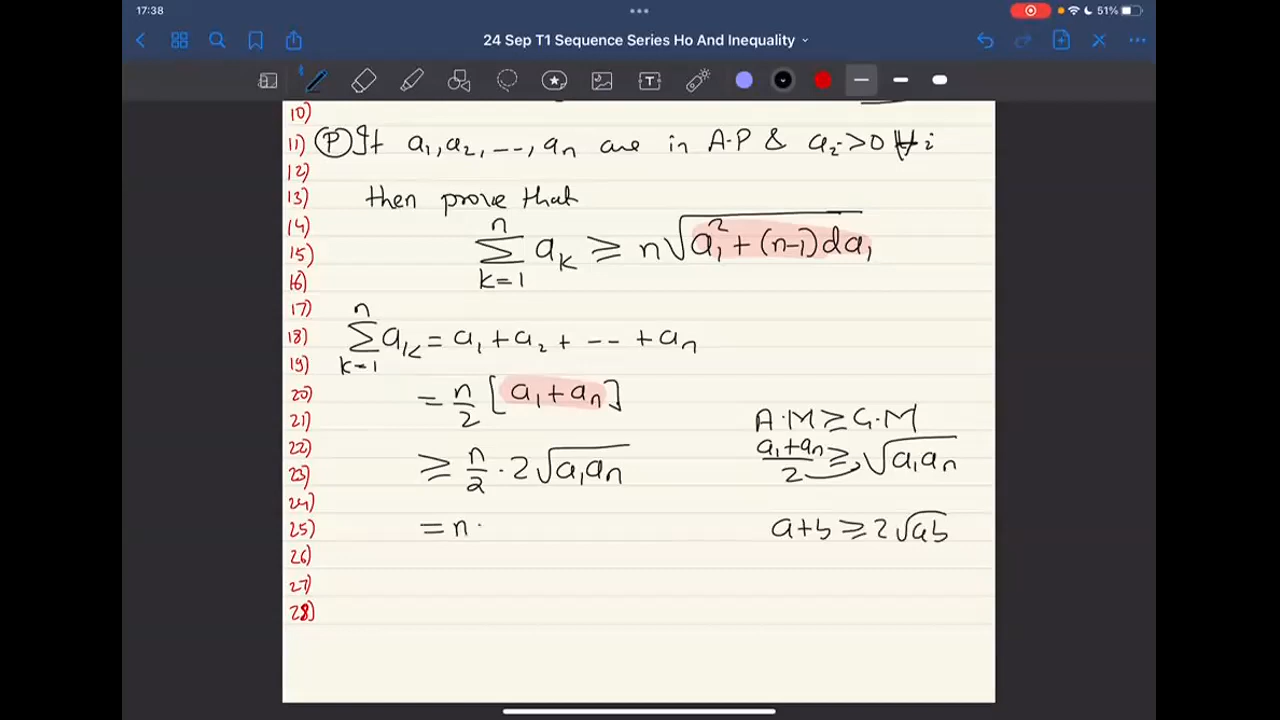 17:38
51%
24 Sep T1 Sequence Series Ho And Inequality
10)
11) (P) If a₁, a₂, ---, aₙ are in A.P & aᵢ > 0 ∀ i
12)
13) then prove that
14)
15) ∑_{k=1}^{n} aₖ ≥ n√(a₁² + (n-1)da₁)
16)
17)
18) ∑_{k=1}^{n} aₖ = a₁ + a₂ + --- + aₙ
19)
20) = n/2 [a₁ + aₙ]
21) A.M ≥ G.M
22) (a₁+aₙ)/2 ≥ √(a₁aₙ)
23) ≥ n/2 · 2√(a₁aₙ)
24)
25) = n · a+b ≥ 2√(ab)
26)
27)
28)